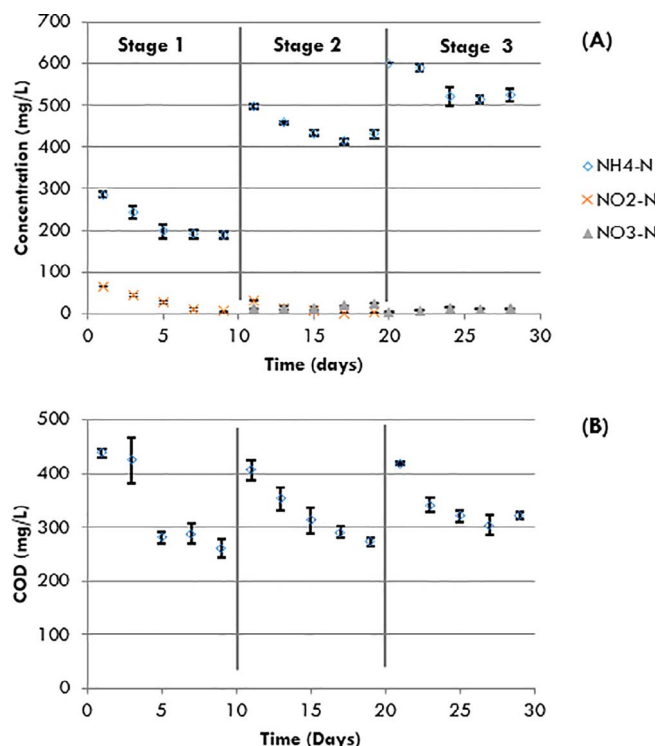 700
600
500
400
300
200
100
0
Concentration (mg/L)
Stage 1
Stage 2
Stage 3
(A)
NH4-N
NO2-N
NO3-N
0 5 10 15 20 25 30
Time (days)
500
400
300
200
100
0
COD (mg/L)
(B)
0 5 10 15 20 25 30
Time (Days)